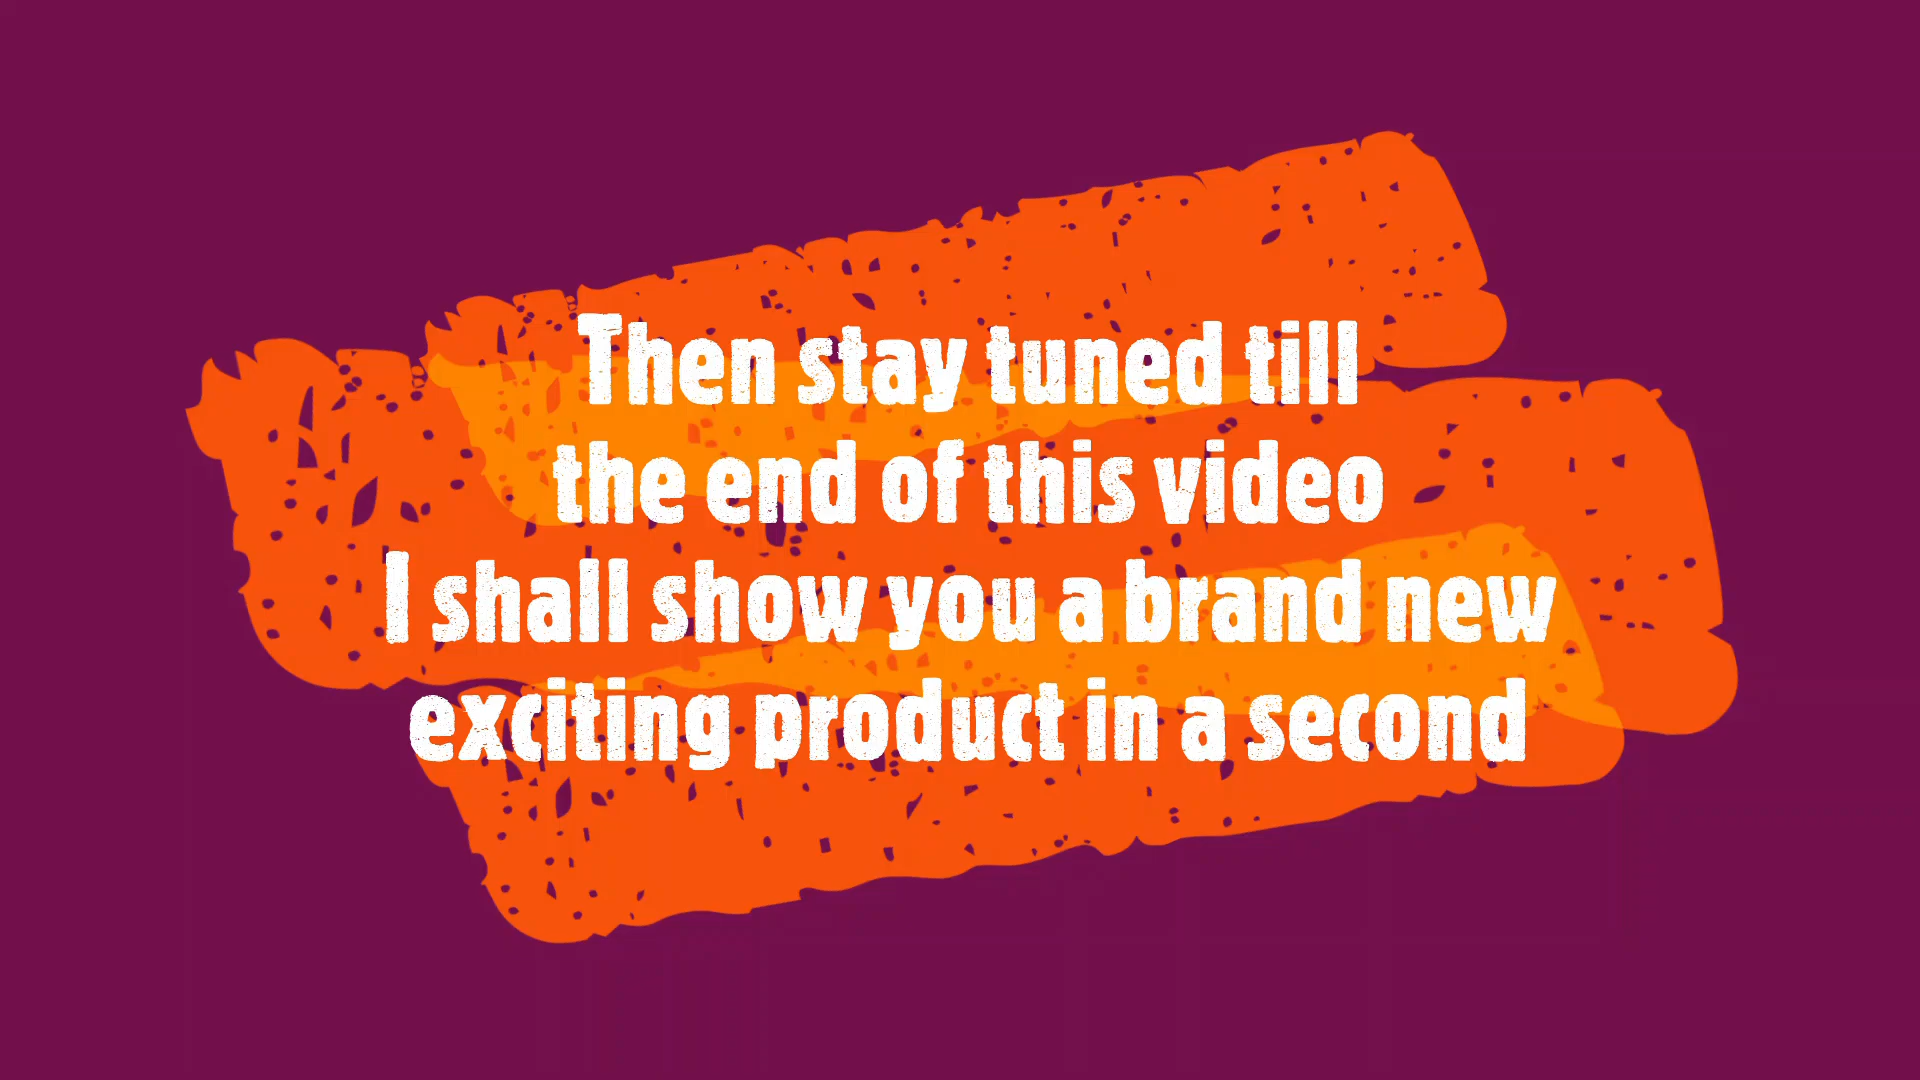 Then stay tuned till
the end of this video
I shall show you a brand new
exciting product in a second